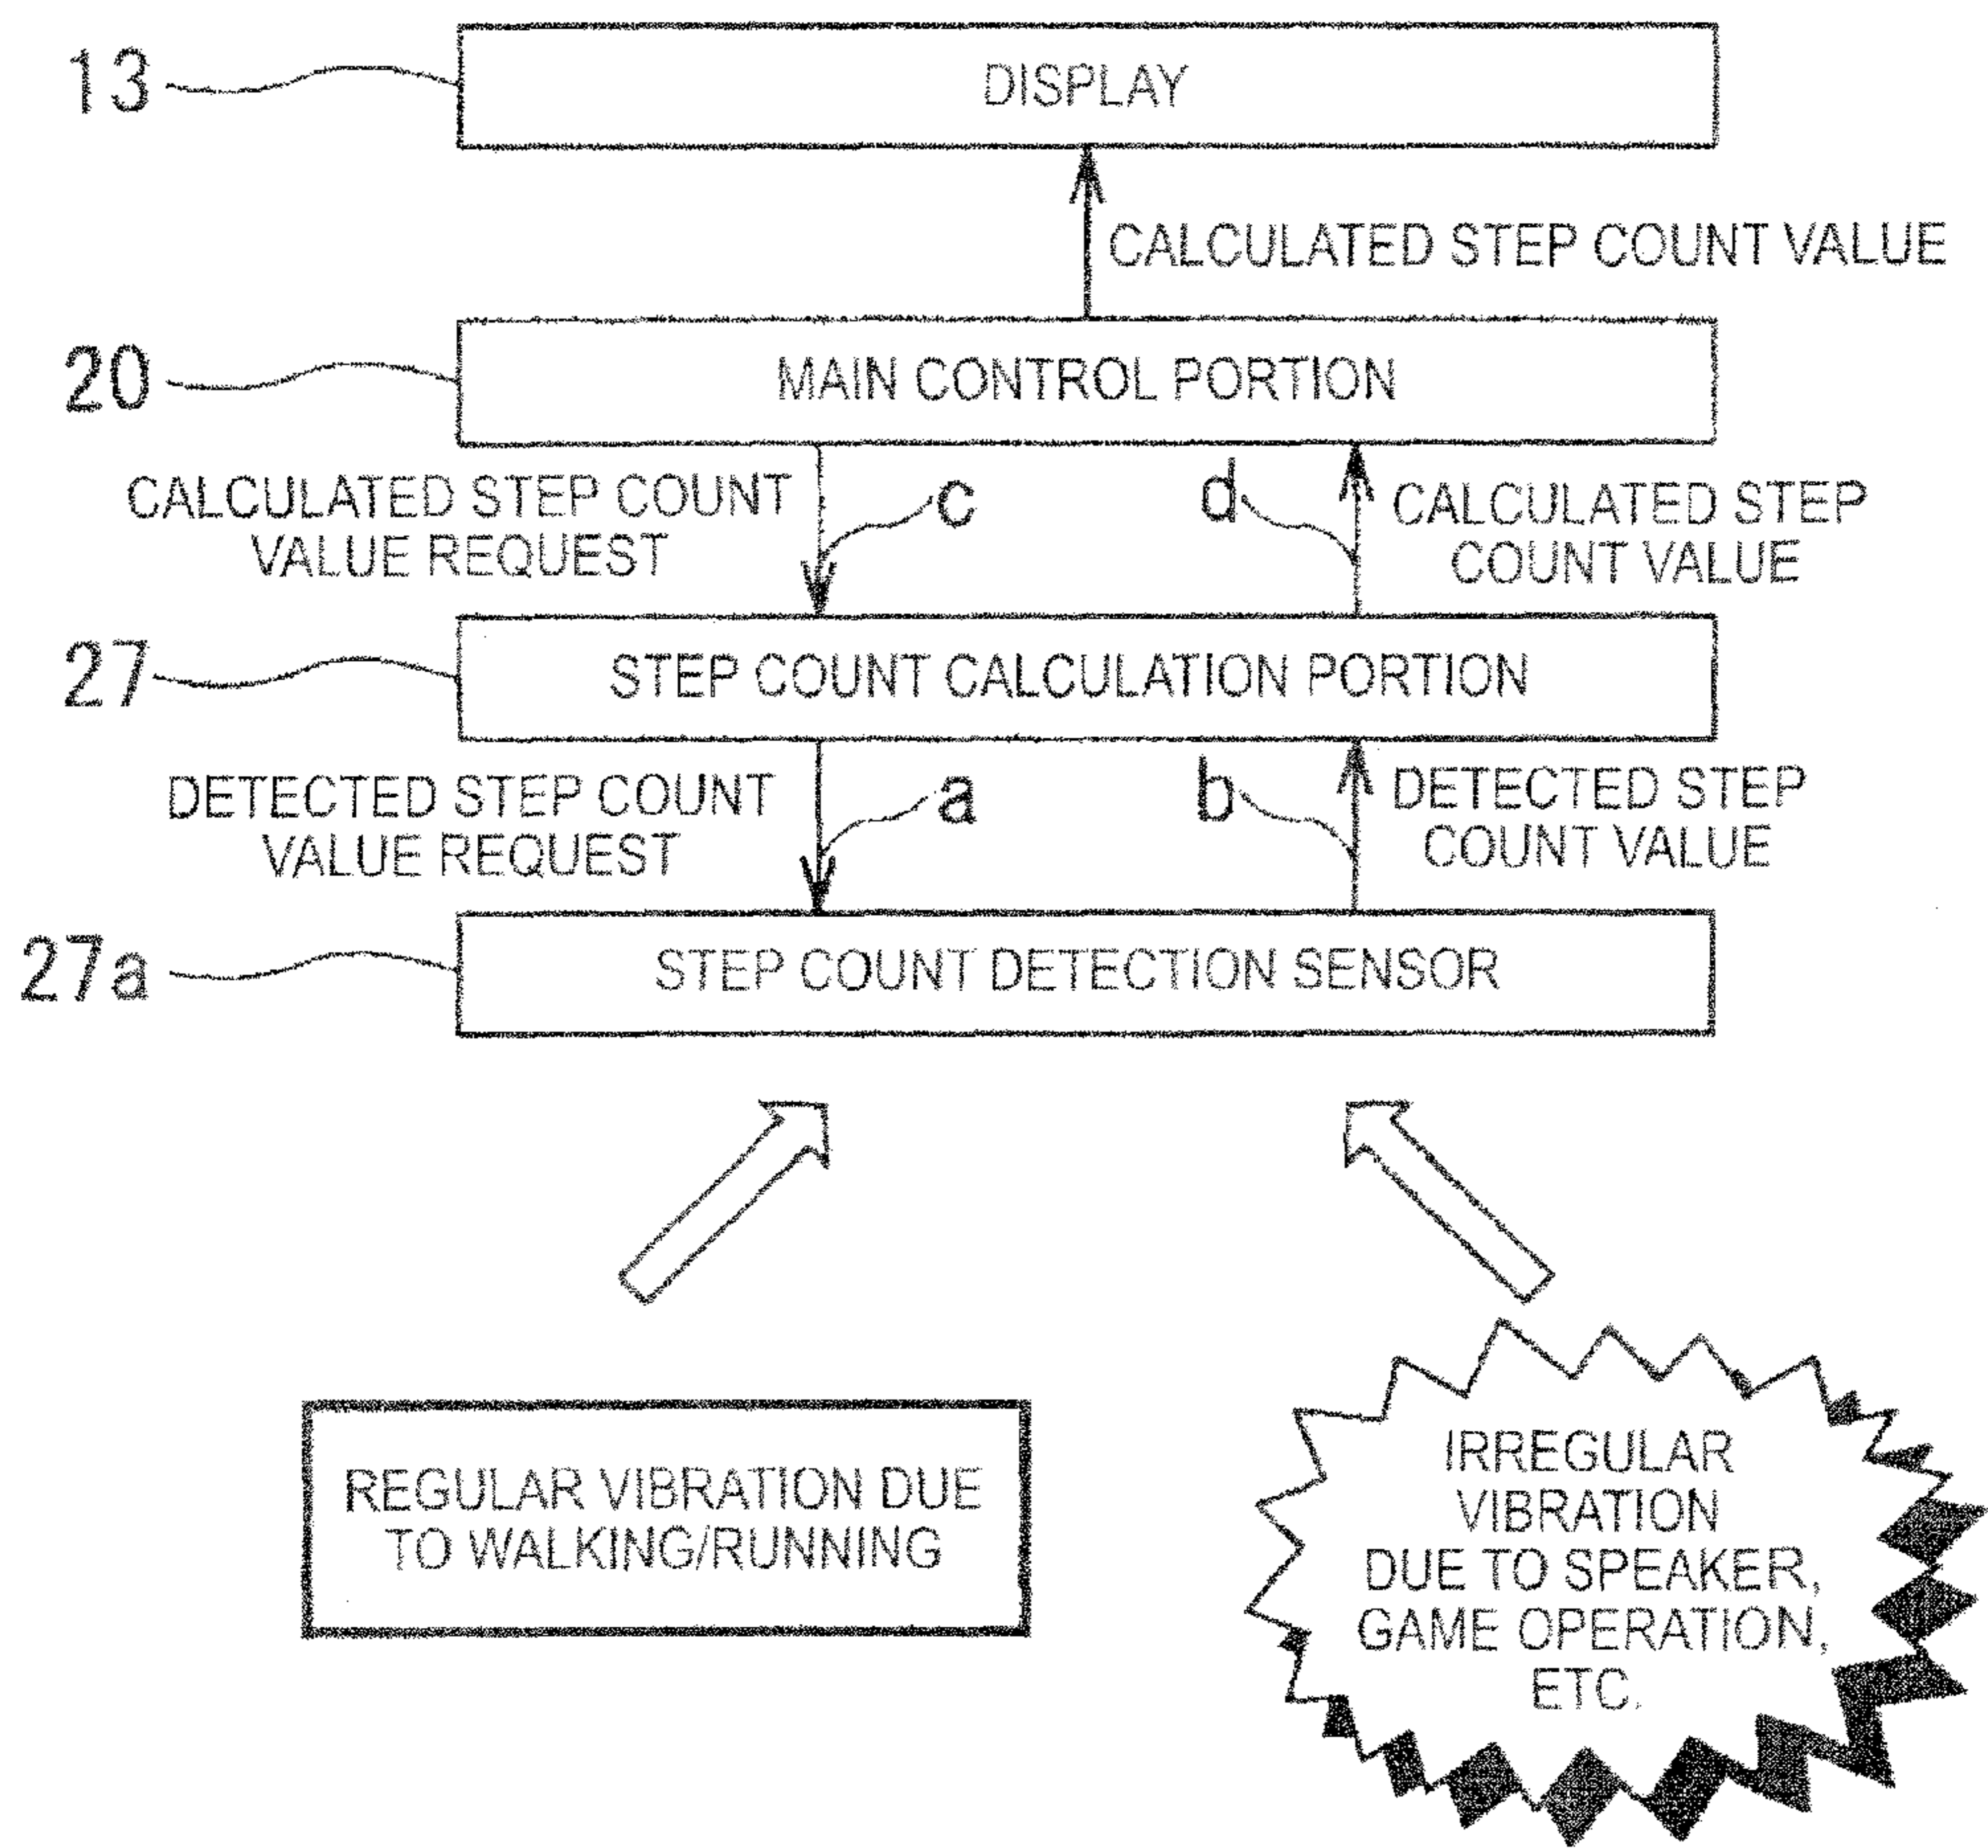 13
DISPLAY
CALCULATED STEP COUNT VALUE
20
MAIN CONTROL PORTION
CALCULATED STEP COUNT
VALUE REQUEST
c
d
CALCULATED STEP
COUNT VALUE
27
STEP COUNT CALCULATION PORTION
DETECTED STEP COUNT
VALUE REQUEST
a
b
DETECTED STEP
COUNT VALUE
27a
STEP COUNT DETECTION SENSOR
REGULAR VIBRATION DUE
TO WALKING/RUNNING
IRREGULAR
VIBRATION
DUE TO SPEAKER,
GAME OPERATION,
ETC.